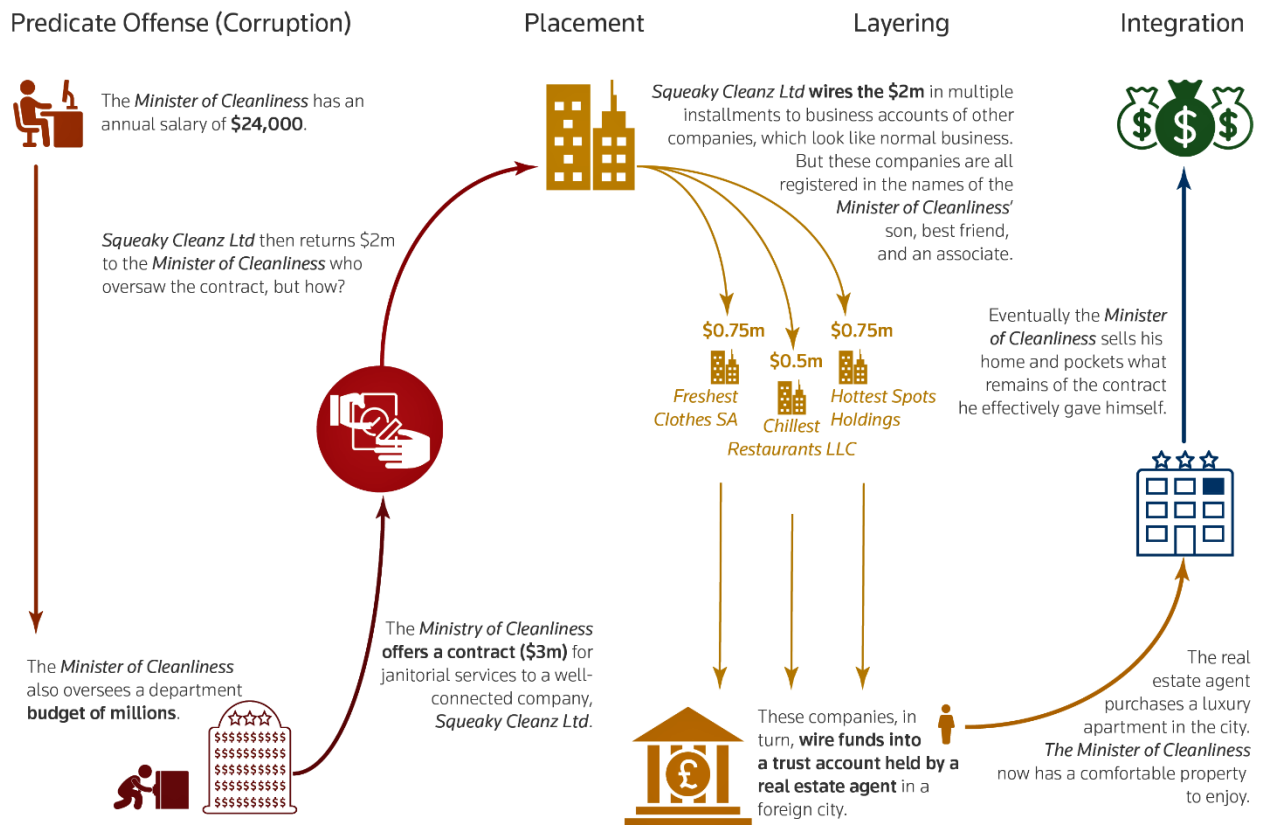 Predicate Offense (Corruption)
Placement
Layering
Integration
The Minister of Cleanliness has an
annual salary of $24,000.
Squeaky Cleanz Ltd then returns $2m
to the Minister of Cleanliness who
oversaw the contract, but how?
The Minister of Cleanliness
also oversees a department
budget of millions.
$$$$$$$$
$$$$$$$$
$$$$$$$$
$$$$$$$$
$$$$$$$$
The Ministry of Cleanliness
offers a contract ($3m) for
janitorial services to a well-
connected company,
Squeaky Cleanz Ltd.
Squeaky Cleanz Ltd wires the $2m in multiple
installments to business accounts of other
companies, which look like normal business.
But these companies are all
registered in the names of the
Minister of Cleanliness'
son, best friend,
and an associate.
$0.75m
Freshest
Clothes SA
$0.5m
Chillest
Restaurants LLC
$0.75m
Hottest Spots
Holdings
£
These companies, in
turn, wire funds into
a trust account held by a
real estate agent in a
foreign city.
The real
estate agent
purchases a luxury
apartment in the city.
The Minister of Cleanliness
now has a comfortable property
to enjoy.
Eventually the Minister
of Cleanliness sells his
home and pockets what
remains of the contract
he effectively gave himself.
$ $ $